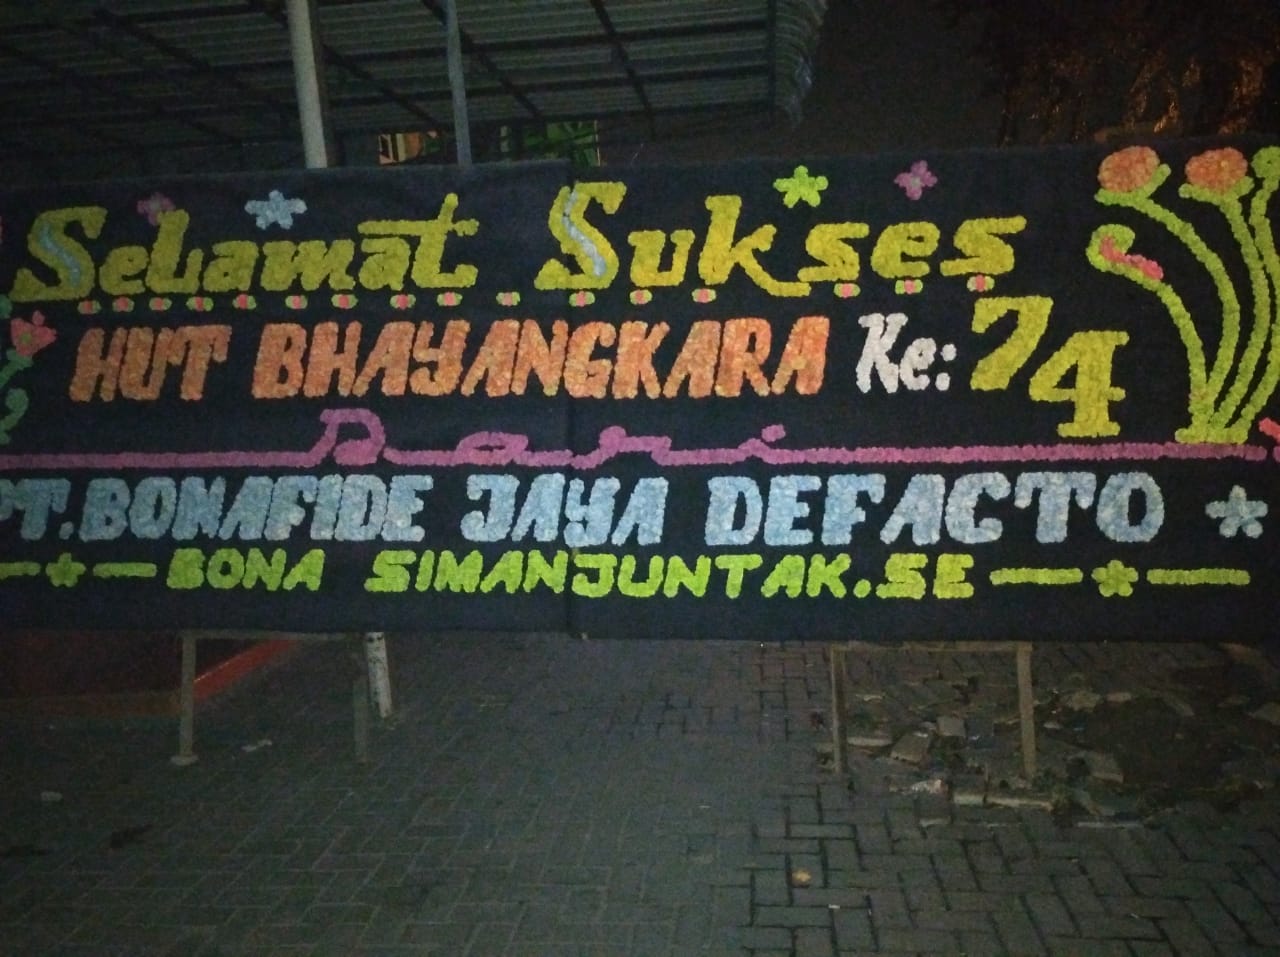 Selamat Sukses
HUT BHAYANGKARA Ke: 74
Dari
PT. BONAFIDE JAYA DEFACTO
BONA SIMANJUNTAK.SE